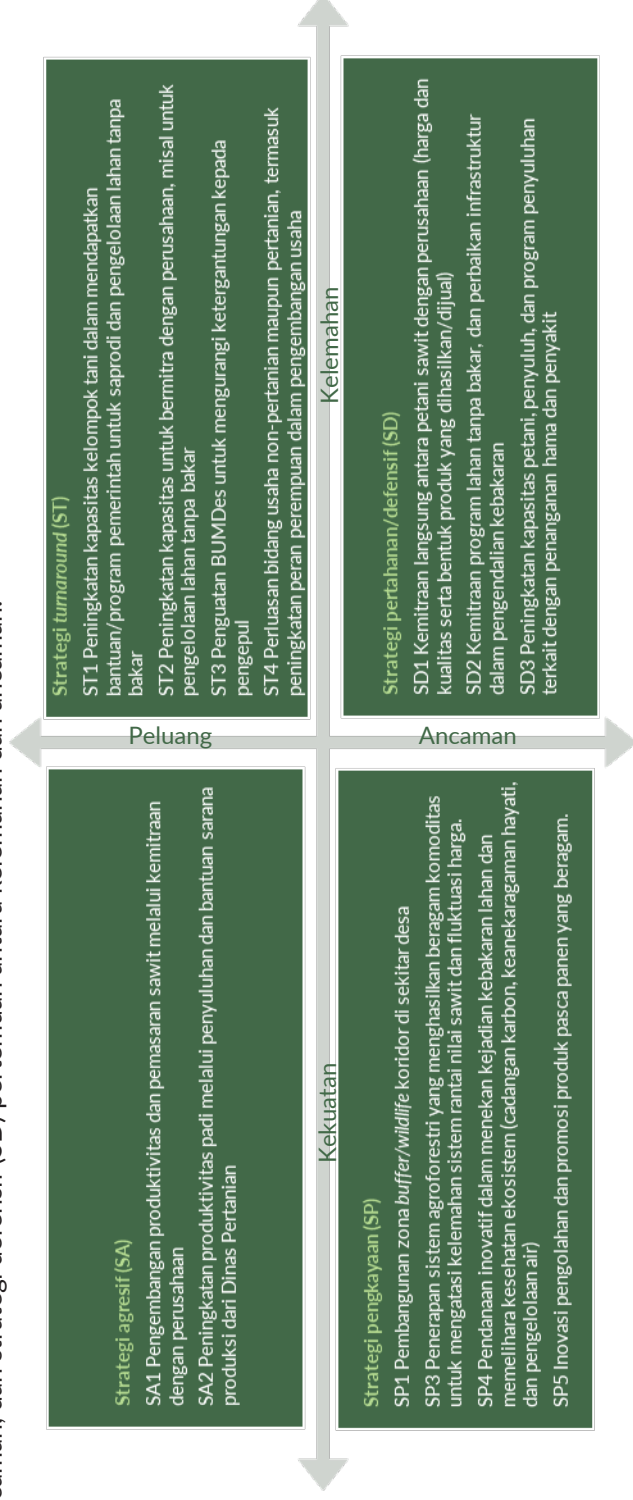 dan strategi defensif (SD) pertemuan antara kelemahan dan ancaman.
Strategi agresif (SA)
SA1 Pengembangan produktivitas dan pemasaran sawit melalui kemitraan
dengan perusahaan
SA2 Peningkatan produktivitas padi melalui penyuluhan dan bantuan sarana
produksi dari Dinas Pertanian
Peluang
Strategi turnaround (ST)
ST1 Peningkatan kapasitas kelompok tani dalam mendapatkan
bantuan/program pemerintah untuk saprodi dan pengelolaan lahan tanpa
bakar
ST2 Peningkatan kapasitas untuk bermitra dengan perusahaan, misal untuk
pengelolaan lahan tanpa bakar
ST3 Penguatan BUMDes untuk mengurangi ketergantungan kepada
pengepul
ST4 Perluasan bidang usaha non-pertanian maupun pertanian, termasuk
peningkatan peran perempuan dalam pengembangan usaha
Kekuatan
Kelemahan
Strategi pengkayaan (SP)
SP1 Pembangunan zona buffer/wildlife koridor di sekitar desa
SP3 Penerapan sistem agroforestri yang menghasilkan beragam komoditas
untuk mengatasi kelemahan sistem rantai nilai sawit dan fluktuasi harga.
SP4 Pendanaan inovatif dalam menekan kejadian kebakaran lahan dan
memelihara kesehatan ekosistem (cadangan karbon, keanekaragaman hayati,
dan pengelolaan air)
SP5 Inovasi pengolahan dan promosi produk pasca panen yang beragam.
Ancaman
Strategi pertahanan/defensif (SD)
SD1 Kemitraan langsung antara petani sawit dengan perusahaan (harga dan
kualitas serta bentuk produk yang dihasilkan/dijual)
SD2 Kemitraan program lahan tanpa bakar, dan perbaikan infrastruktur
dalam pengendalian kebakaran
SD3 Peningkatan kapasitas petani, penyuluh, dan program penyuluhan
terkait dengan penanganan hama dan penyakit